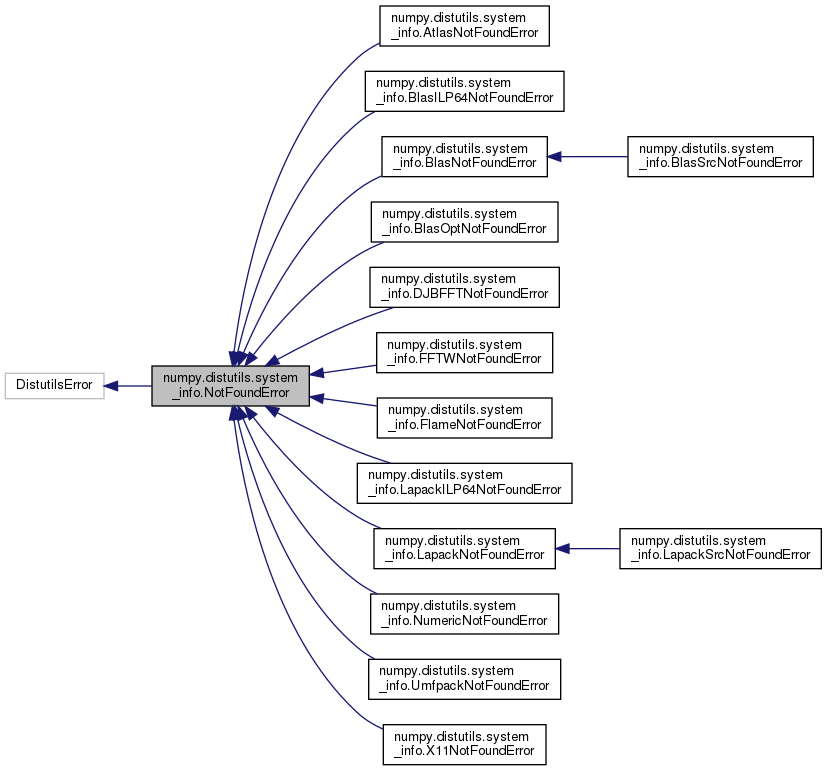 numpy.distutils.system
_info.AtlasNotFoundError
numpy.distutils.system
_info.BlasILP64NotFoundError
numpy.distutils.system
_info.BlasNotFoundError
numpy.distutils.system
_info.BlasSrcNotFoundError
numpy.distutils.system
_info.BlasOptNotFoundError
numpy.distutils.system
_info.DJBFFTNotFoundError
numpy.distutils.system
_info.FFTWNotFoundError
DistutilsError
numpy.distutils.system
_info.NotFoundError
numpy.distutils.system
_info.FlameNotFoundError
numpy.distutils.system
_info.LapackILP64NotFoundError
numpy.distutils.system
_info.LapackNotFoundError
numpy.distutils.system
_info.LapackSrcNotFoundError
numpy.distutils.system
_info.NumericNotFoundError
numpy.distutils.system
_info.UmfpackNotFoundError
numpy.distutils.system
_info.X11NotFoundError